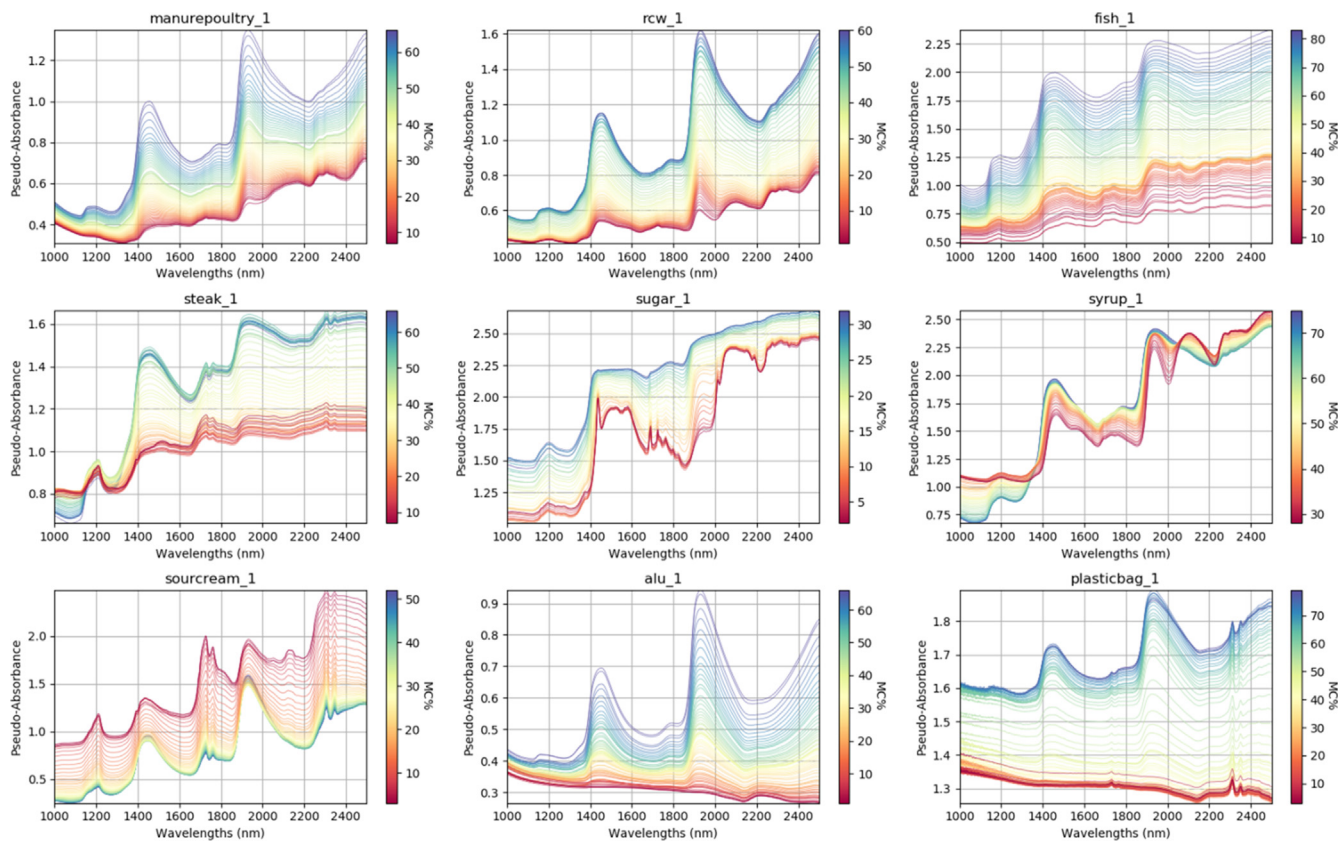 manurepoultry_1
1.2
1.0
0.8
0.6
0.4
Pseudo-Absorbance
1000 1200 1400 1600 1800 2000 2200 2400
Wavelengths (nm)
60
50
40
30
20
10
MC%
rcw_1
1.6
1.4
1.2
1.0
0.8
0.6
Pseudo-Absorbance
1000 1200 1400 1600 1800 2000 2200 2400
Wavelengths (nm)
60
50
40
30
20
10
MC%
fish_1
2.25
2.00
1.75
1.50
1.25
1.00
0.75
0.50
Pseudo-Absorbance
1000 1200 1400 1600 1800 2000 2200 2400
Wavelengths (nm)
80
70
60
50
40
30
20
10
MC%
steak_1
1.6
1.4
1.2
1.0
0.8
Pseudo-Absorbance
1000 1200 1400 1600 1800 2000 2200 2400
Wavelengths (nm)
60
50
40
30
20
10
MC%
sugar_1
2.50
2.25
2.00
1.75
1.50
1.25
Pseudo-Absorbance
1000 1200 1400 1600 1800 2000 2200 2400
Wavelengths (nm)
30
25
20
15
10
5
MC%
syrup_1
2.50
2.25
2.00
1.75
1.50
1.25
1.00
0.75
Pseudo-Absorbance
1000 1200 1400 1600 1800 2000 2200 2400
Wavelengths (nm)
70
60
50
40
30
MC%
sourcream_1
2.0
1.5
1.0
0.5
Pseudo-Absorbance
1000 1200 1400 1600 1800 2000 2200 2400
Wavelengths (nm)
50
40
30
20
10
MC%
alu_1
0.9
0.8
0.7
0.6
0.5
0.4
0.3
Pseudo-Absorbance
1000 1200 1400 1600 1800 2000 2200 2400
Wavelengths (nm)
60
50
40
30
20
10
MC%
plasticbag_1
1.8
1.7
1.6
1.5
1.4
1.3
Pseudo-Absorbance
1000 1200 1400 1600 1800 2000 2200 2400
Wavelengths (nm)
70
60
50
40
30
20
10
MC%